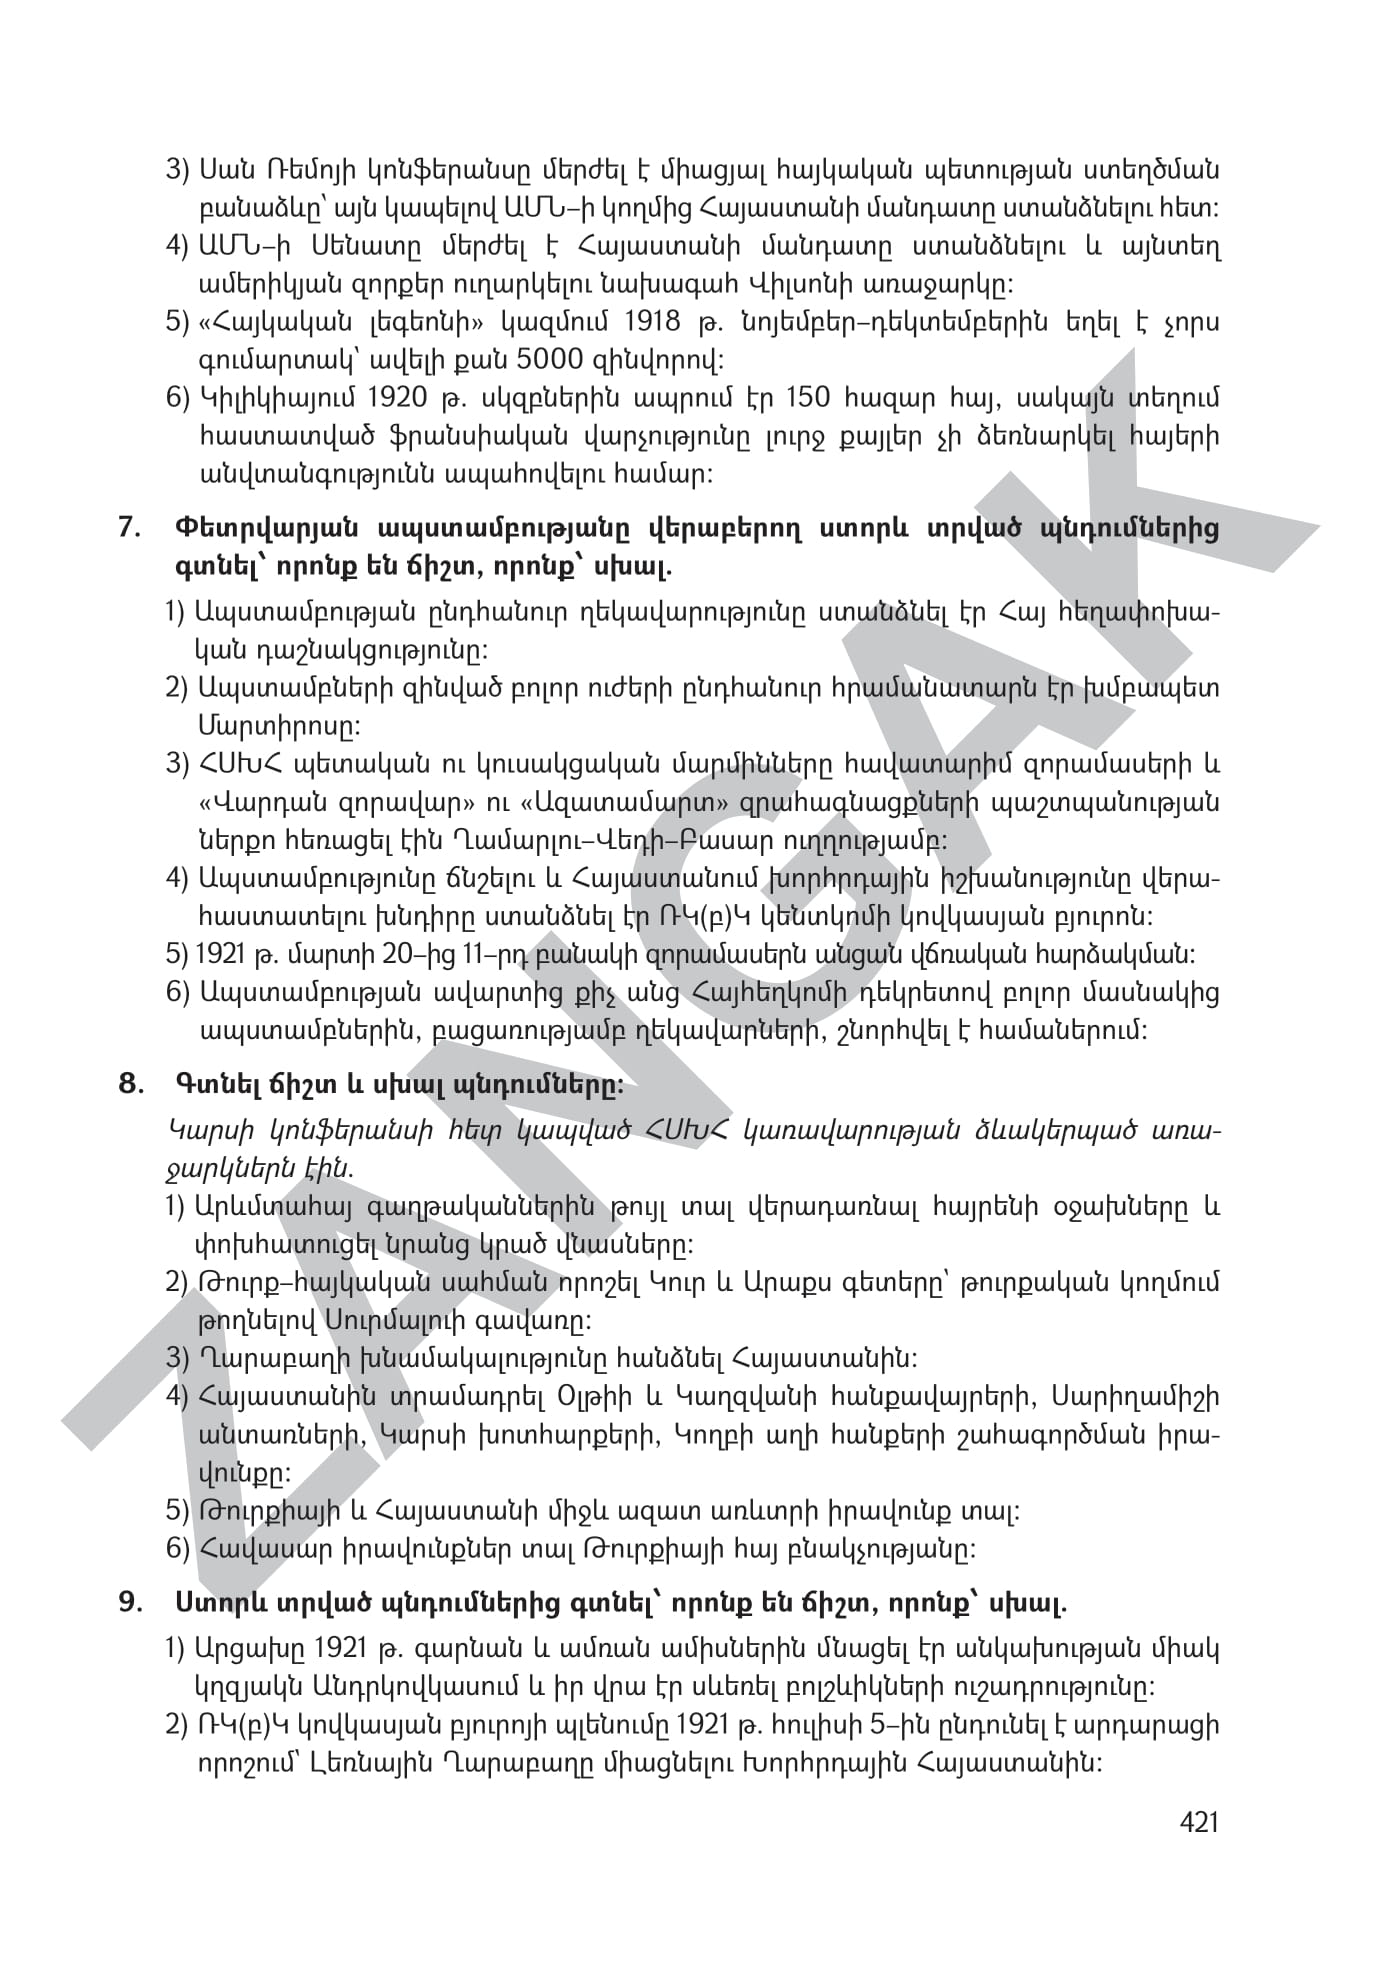 3) Սան Ռեմոյի կոնֆերանսը մերժել է միացյալ հայկական պետության ստեղծման
բանաձևը՝ այն կապելով ԱՄՆ–ի կողմից Հայաստանի մանդատը ստանձնելու հետ:
4) ԱՄՆ–ի Սենատը մերժել է Հայաստանի մանդատը ստանձնելու և այնտեղ
ամերիկյան զորքեր ուղարկելու նախագահ Վիլսոնի առաջարկը:
5) «Հայկական լեգեոնի» կազմում 1918 թ. նոյեմբեր–դեկտեմբերին եղել է չորս
գումարտակ՝ ավելի քան 5000 զինվորով:
6) Կիլիկիայում 1920 թ. սկզբներին ապրում էր 150 հազար հայ, սակայն տեղում
հաստատված ֆրանսիական վարչությունը լուրջ քայլեր չի ձեռնարկել հայերի
անվտանգությունն ապահովելու համար:
7. Փետրվարյան ապստամբությանը վերաբերող ստորև տրված պնդումներից
գտնել՝ որոնք են ճիշտ, որոնք՝ սխալ.
1) Ապստամբության ընդհանուր ղեկավարությունը ստանձնել էր Հայ հեղափոխա-
կան դաշնակցությունը:
2) Ապստամբների զինված բոլոր ուժերի ընդհանուր հրամանատարն էր խմբապետ
Մարտիրոսը:
3) ՀՍԽՀ պետական ու կուսակցական մարմինները հավատարիմ զորամասերի և
«Վարդան զորավար» ու «Ազատամարտ» զրահագնացքների պաշտպանության
ներքո հեռացել էին Ղամարլու–Վեդի–Բասար ուղղությամբ:
4) Ապստամբությունը ճնշելու և Հայաստանում խորհրդային իշխանությունը վերա-
հաստատելու խնդիրը ստանձնել էր ՌԿ(բ)Կ կենտկոմի կովկասյան բյուրոն:
5) 1921 թ. մարտի 20–ից 11–րդ բանակի զորամասերն անցան վճռական հարձակման:
6) Ապստամբության ավարտից քիչ անց Հայհեղկոմի դեկրետով բոլոր մասնակից
ապստամբներին, բացառությամբ ղեկավարների, շնորհվել է համաներում:
8. Գտնել ճիշտ և սխալ պնդումները:
Կարսի կոնֆերանսի հետ կապված ՀՍԽՀ կառավարության ձևակերպած առա-
ջարկներն էին.
1) Արևմտահայ գաղթականներին թույլ տալ վերադառնալ հայրենի օջախները և
փոխհատուցել նրանց կրած վնասները:
2) Թուրք–հայկական սահման որոշել Կուր և Արաքս գետերը՝ թուրքական կողմում
թողնելով Սուրմալուի գավառը:
3) Ղարաբաղի խնամակալությունը հանձնել Հայաստանին:
4) Հայաստանին տրամադրել Օլթիի և Կաղզվանի հանքավայրերի, Սարիղամիշի
անտառների, Կարսի խոտհարքերի, Կողբի աղի հանքերի շահագործման իրա-
վունքը:
5) Թուրքիայի և Հայաստանի միջև ազատ առևտրի իրավունք տալ:
6) Հավասար իրավունքներ տալ Թուրքիայի հայ բնակչությանը:
9. Ստորև տրված պնդումներից գտնել՝ որոնք են ճիշտ, որոնք՝ սխալ.
1) Արցախը 1921 թ. գարնան և ամռան ամիսներին մնացել էր անկախության միակ
կղզյակն Անդրկովկասում և իր վրա էր սևեռել բոլշևիկների ուշադրությունը:
2) ՌԿ(բ)Կ կովկասյան բյուրոյի պլենումը 1921 թ. հուլիսի 5–ին ընդունել է արդարացի
որոշում՝ Լեռնային Ղարաբաղը միացնելու Խորհրդային Հայաստանին:
421
ZANGAK